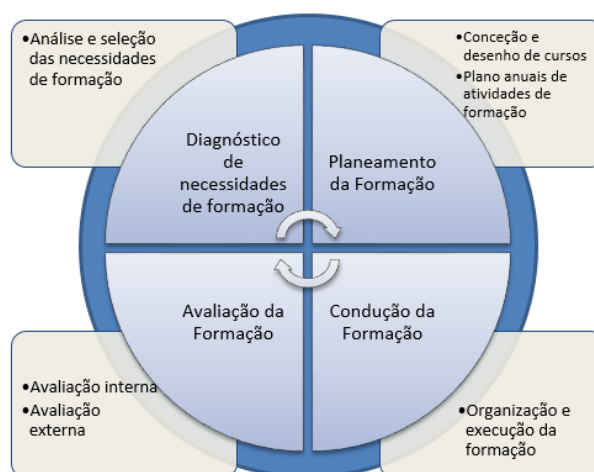 •Análise e seleção
das necessidades
de formação
•Conceção e
desenho de cursos
•Plano anuais de
atividades de
formação
Diagnóstico
de
necessidades
de formação
Planeamento
da Formação
Avaliação da
Formação
Condução da
Formação
•Avaliação interna
•Avaliação
externa
•Organização e
execução da
formação